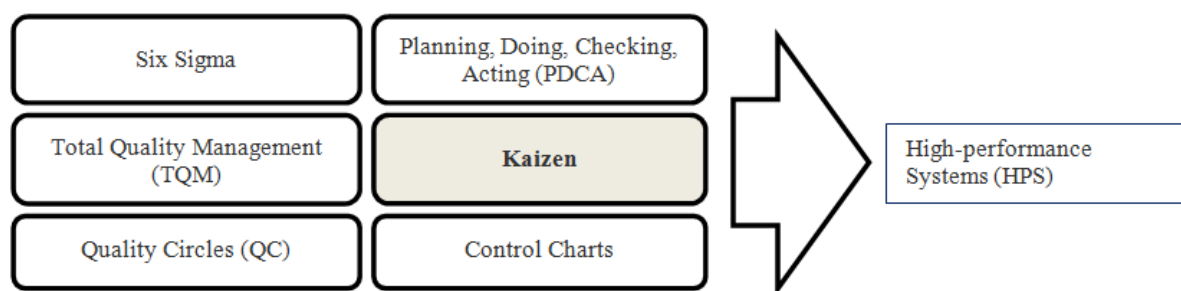 Six Sigma
Planning, Doing, Checking,
Acting (PDCA)
Total Quality Management
(TQM)
Kaizen
High-performance
Systems (HPS)
Quality Circles (QC)
Control Charts